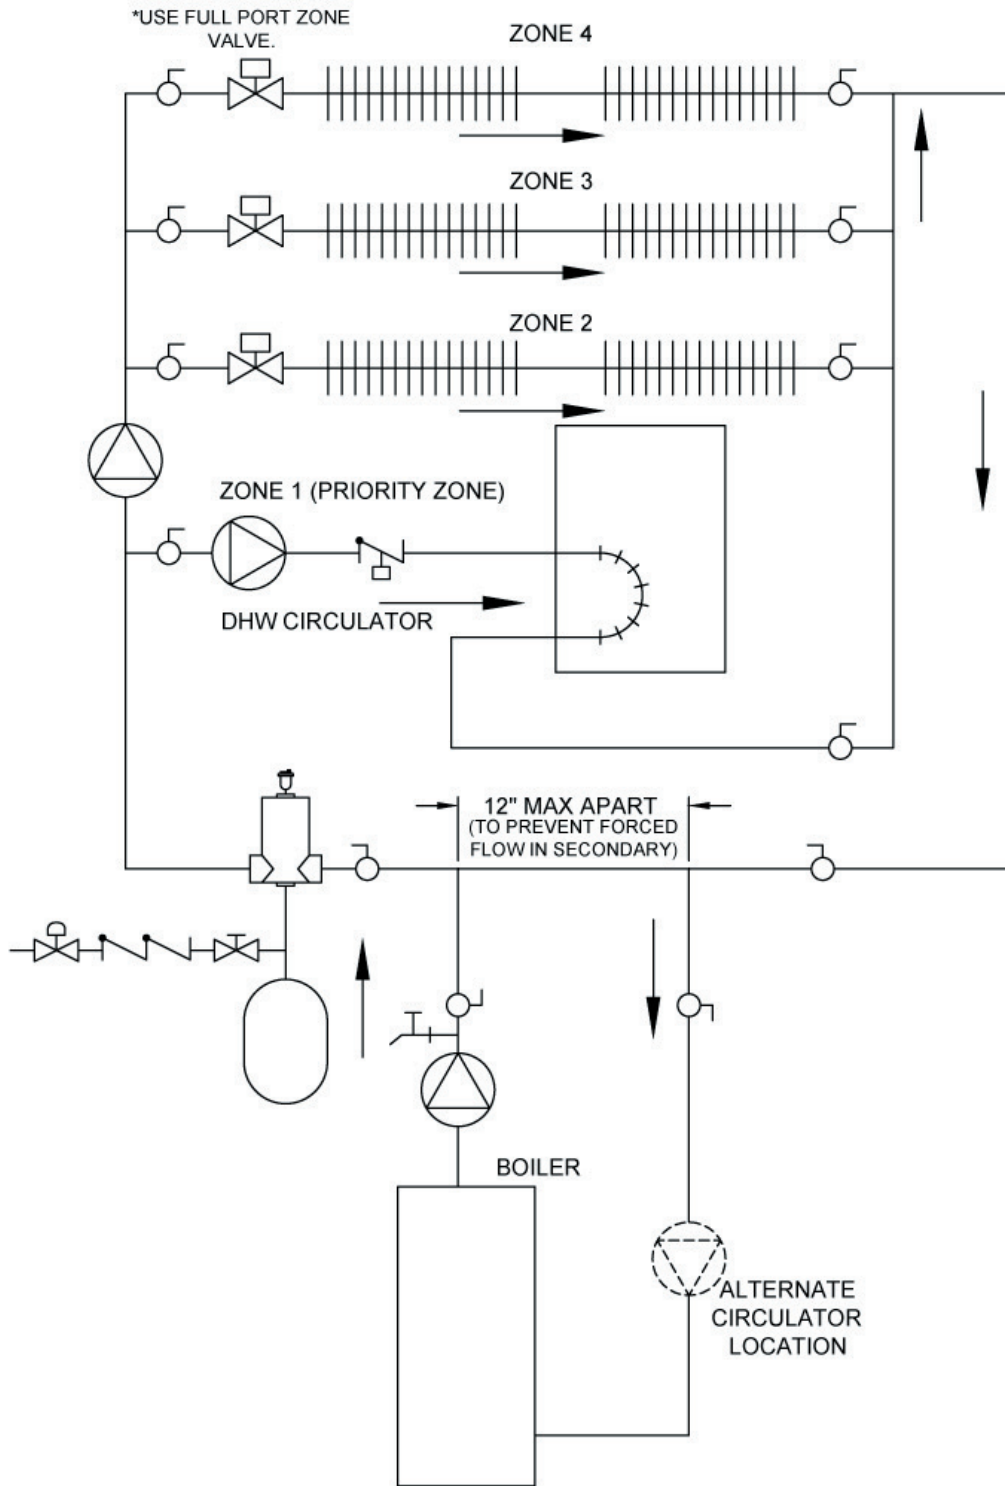 *USE FULL PORT ZONE
VALVE.
ZONE 4
ZONE 3
ZONE 2
ZONE 1 (PRIORITY ZONE)
DHW CIRCULATOR
12" MAX APART
(TO PREVENT FORCED
FLOW IN SECONDARY)
BOILER
ALTERNATE
CIRCULATOR
LOCATION